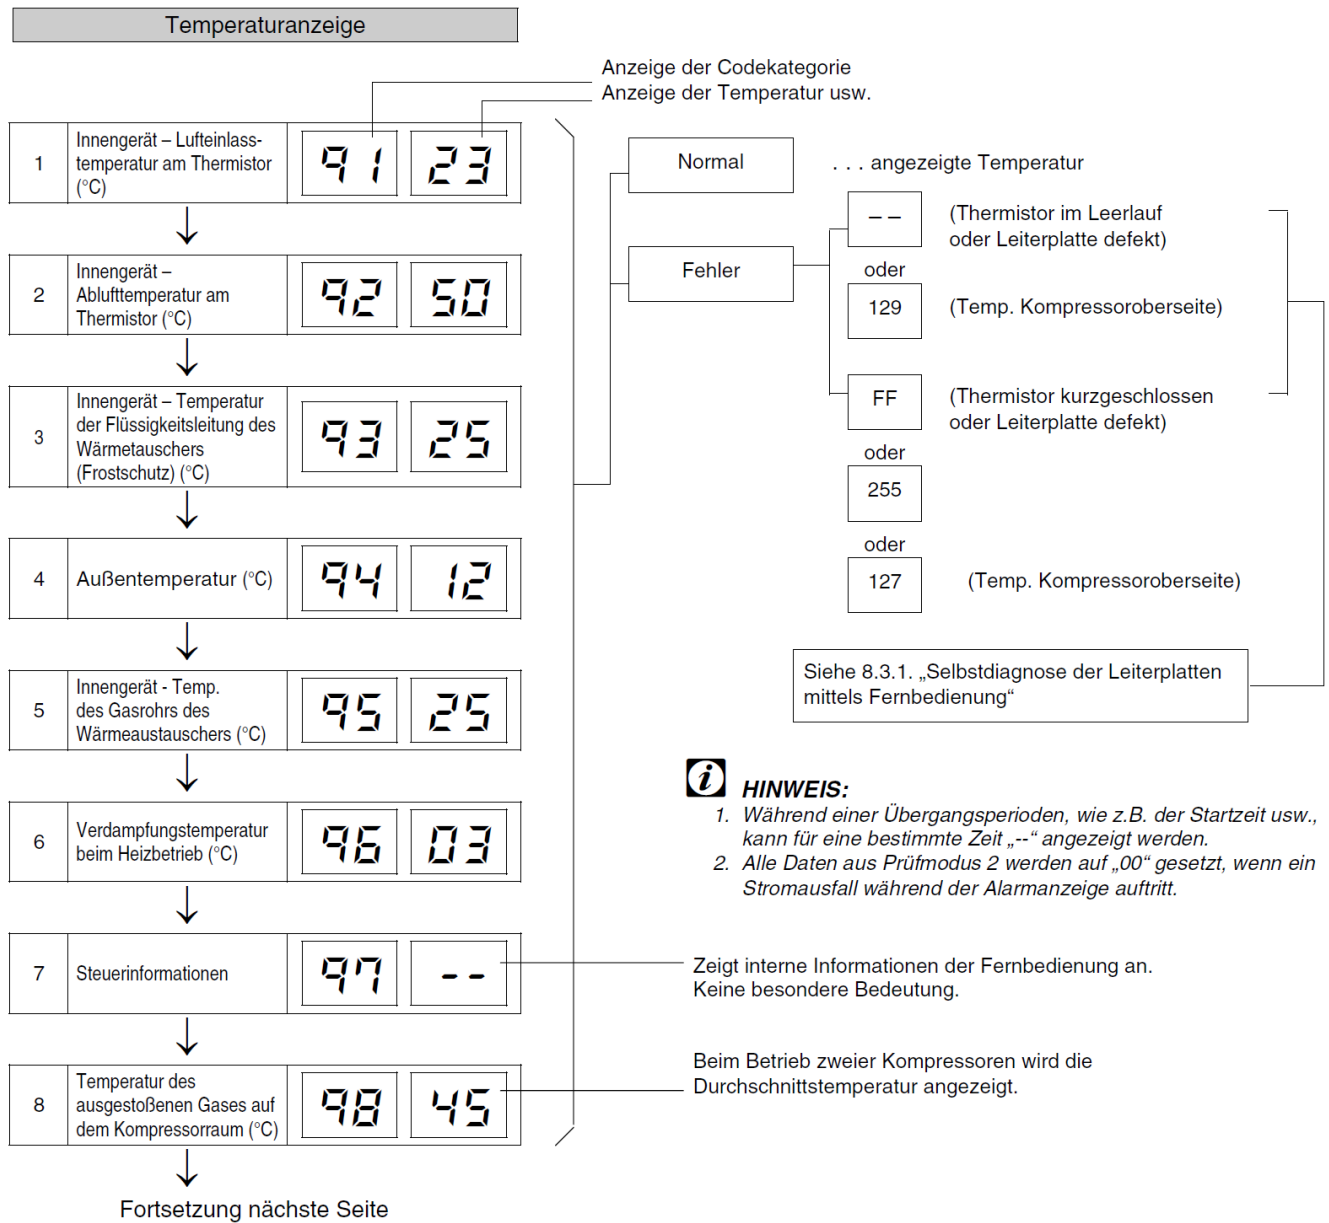 Temperaturanzeige
Anzeige der Codekategorie
Anzeige der Temperatur usw.
1
Innengerät – Lufteinlass-
temperatur am Thermistor
(°C)
91 23
2
Innengerät –
Ablufttemperatur am
Thermistor (°C)
92 50
3
Innengerät – Temperatur
der Flüssigkeitsleitung des
Wärmetauschers
(Frostschutz) (°C)
93 25
4
Außentemperatur (°C)
94 12
5
Innengerät - Temp.
des Gasrohrs des
Wärmeaustauschers (°C)
95 25
6
Verdampfungstemperatur
beim Heizbetrieb (°C)
96 03
7
Steuerinformationen
97 --
8
Temperatur des
ausgestoßenen Gases auf
dem Kompressorraum (°C)
98 45
Fortsetzung nächste Seite
Normal
. . . angezeigte Temperatur
Fehler
– –
(Thermistor im Leerlauf
oder Leiterplatte defekt)
oder
129
(Temp. Kompressoroberseite)
FF
(Thermistor kurzgeschlossen
oder Leiterplatte defekt)
oder
255
oder
127
(Temp. Kompressoroberseite)
Siehe 8.3.1. „Selbstdiagnose der Leiterplatten
mittels Fernbedienung“
i HINWEIS:
1. Während einer Übergangsperioden, wie z.B. der Startzeit usw.,
kann für eine bestimmte Zeit „--“ angezeigt werden.
2. Alle Daten aus Prüfmodus 2 werden auf „00“ gesetzt, wenn ein
Stromausfall während der Alarmanzeige auftritt.
Zeigt interne Informationen der Fernbedienung an.
Keine besondere Bedeutung.
Beim Betrieb zweier Kompressoren wird die
Durchschnittstemperatur angezeigt.